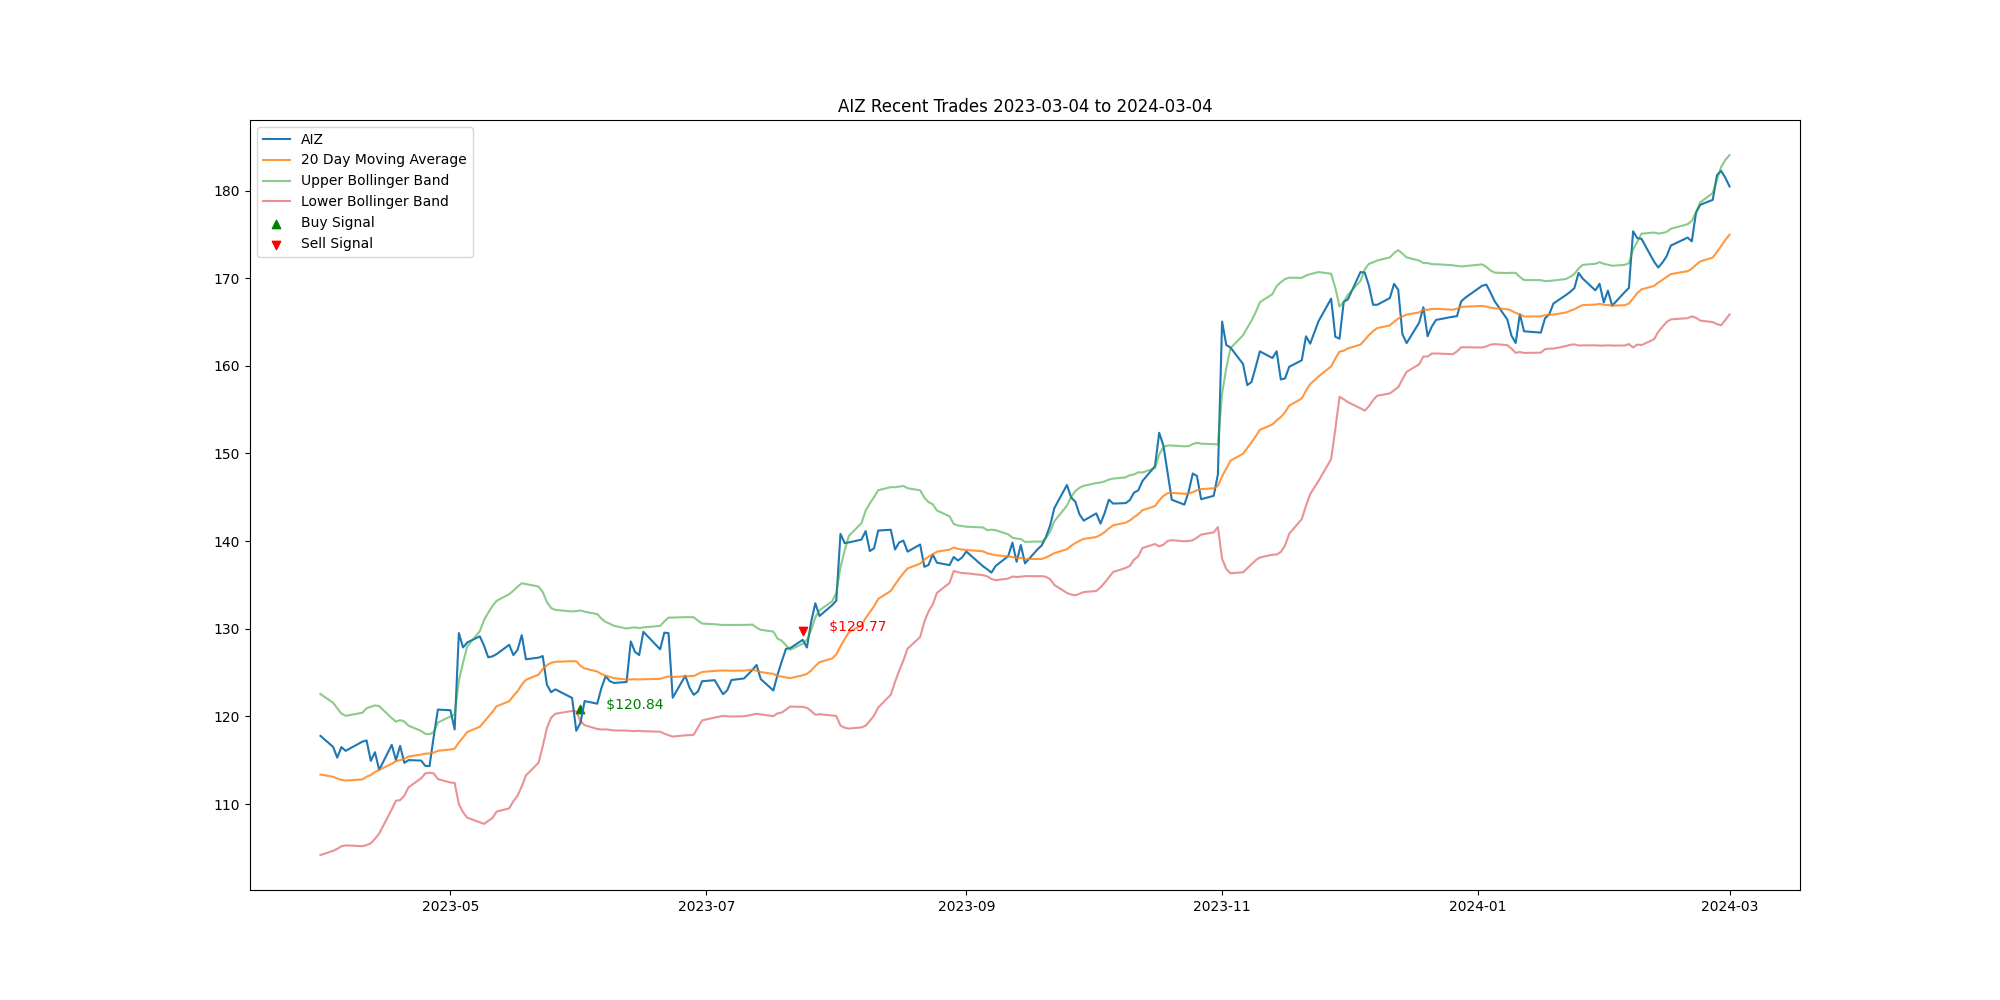 AIZ Recent Trades 2023-03-04 to 2024-03-04
AIZ
20 Day Moving Average
Upper Bollinger Band
Lower Bollinger Band
Buy Signal
Sell Signal
180
170
160
150
140
130
120
110
$129.77
$120.84
2023-05
2023-07
2023-09
2023-11
2024-01
2024-03